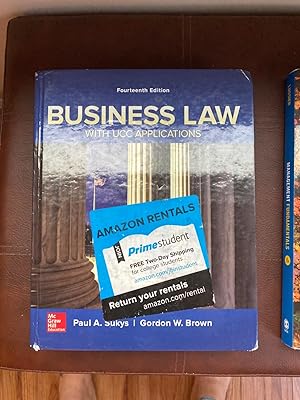 Fourteenth Edition
BUSINESS LAW
WITH UCC APPLICATIONS
AMAZON RENTALS
JOIN
Prime student
FREE Two-Day Shipping
for college students
amazon.com/joinstudent
Return your rentals
amazon.com/rental
Mc
Graw
Hill
Education
Paul A. Sukys | Gordon W. Brown
MANAGEMENT FUNDAMENTALS